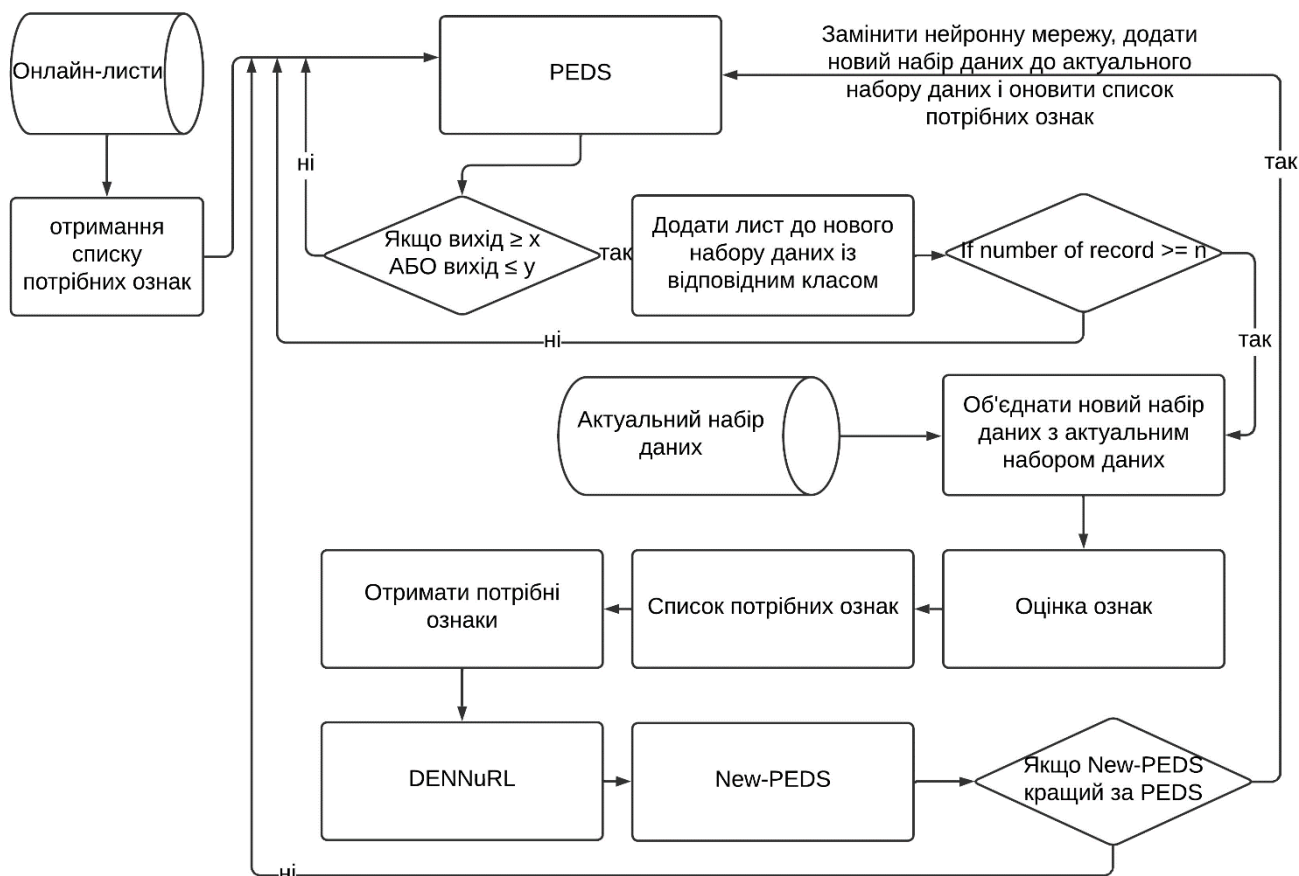 Онлайн-листи
PEDS
Замінити нейронну мережу, додати
новий набір даних до актуального
набору даних і оновити список
потрібних ознак
ні
так
отримання
списку
потрібних ознак
Якщо вихід ≥ x
АБО вихід ≤ y
так
Додати лист до нового
набору даних із
відповідним класом
If number of record >= n
ні
так
Актуальний набір
даних
Об'єднати новий набір
даних з актуальним
набором даних
Отримати потрібні
ознаки
Список потрібних ознак
Оцінка ознак
DENNuRL
New-PEDS
Якщо New-PEDS
кращий за PEDS
ні